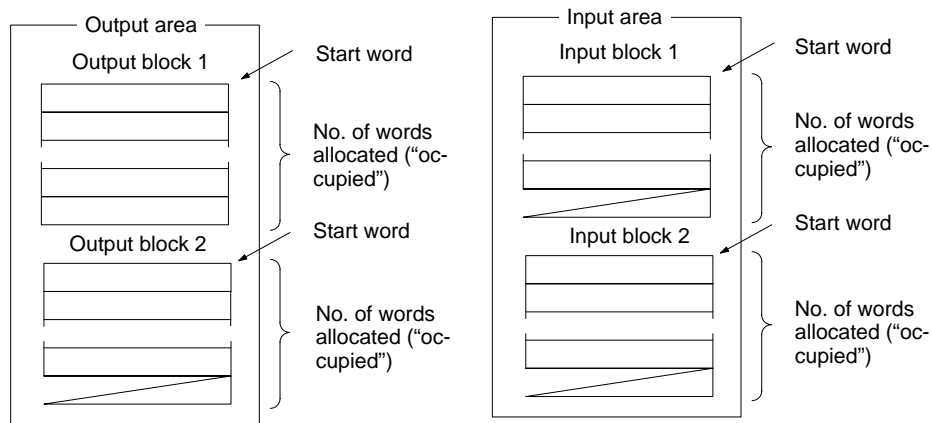 Output area
Output block 1
Start word
No. of words
allocated (“oc-
cupied”)
Output block 2
Start word
No. of words
allocated (“oc-
cupied”)
Input area
Input block 1
Start word
No. of words
allocated (“oc-
cupied”)
Input block 2
Start word
No. of words
allocated (“oc-
cupied”)